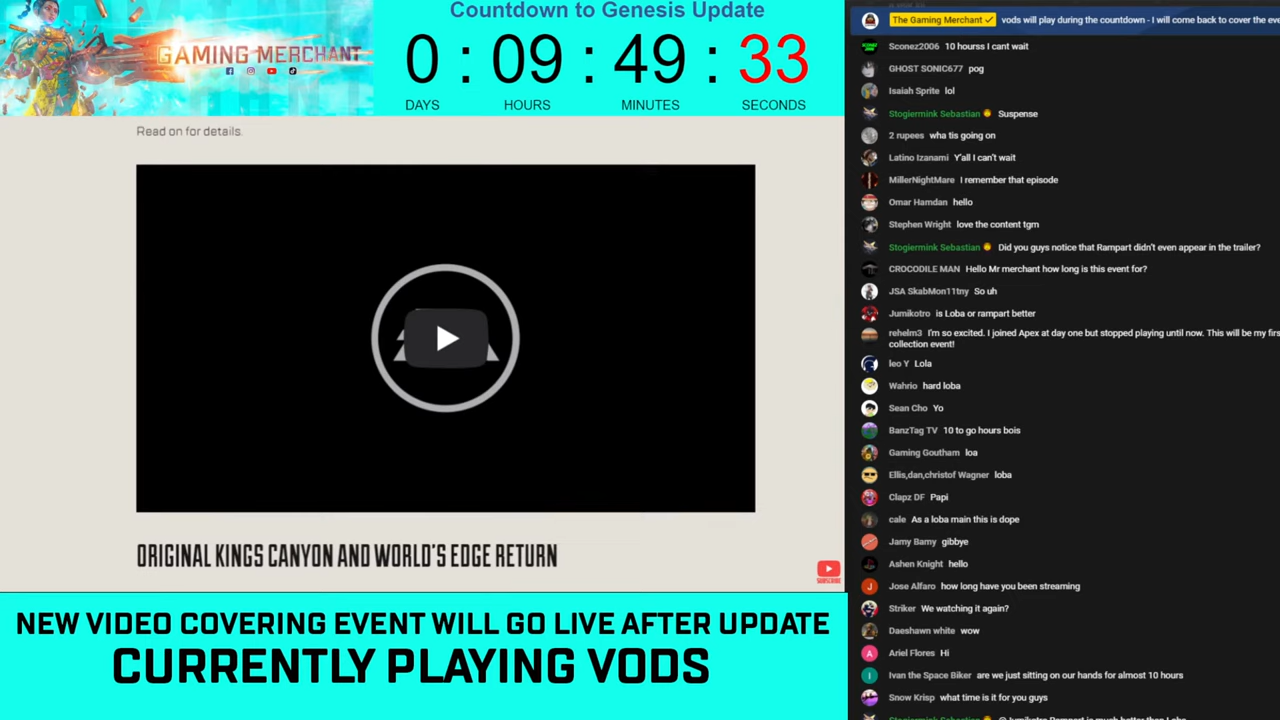 Countdown to Genesis Update
GAMING MERCHANT
0 : 09 : 49 : 33
DAYS HOURS MINUTES SECONDS
Read on for details.
ORIGINAL KINGS CANYON AND WORLD'S EDGE RETURN
SUBSCRIBE
NEW VIDEO COVERING EVENT WILL GO LIVE AFTER UPDATE
CURRENTLY PLAYING VODS
The Gaming Merchant vods will play during the countdown - I will come back to cover the eve
Sconez2006 10 hourss I cant wait
GHOST SONIC677 pog
Isaiah Sprite lol
Stogiermink Sebastian Suspense
2 rupees wha tis going on
Latino Izanami Y'all I can't wait
MillerNightMare I remember that episode
Omar Hamdan hello
Stephen Wright love the content tgrn
Stogiermink Sebastian Did you guys notice that Rampart didn't even appear in the trailer?
CROCODILE MAN Hello Mr merchant how long is this event for?
JSA SkabMon11tny So uh
Jumikotro is Loba or rampart better
rehelm3 I'm so excited. I joined Apex at day one but stopped playing until now. This will be my firs
collection event!
leo Y Lola
Wahrio hard loba
Sean Cho Yo
BanzTag TV 10 to go hours bois
Gaming Goutham loa
Ellis,dan,christof Wagner loba
Clapz DF Papi
cale As a loba main this is dope
Jamy Bamy gibbye
Ashen Knight hello
J Jose Alfaro how long have you been streaming
Striker We watching it again?
Daeshawn white wow
A Ariel Flores Hi
I Ivan the Space Biker are we just sitting on our hands for almost 10 hours
Snow Krisp what time is it for you guys